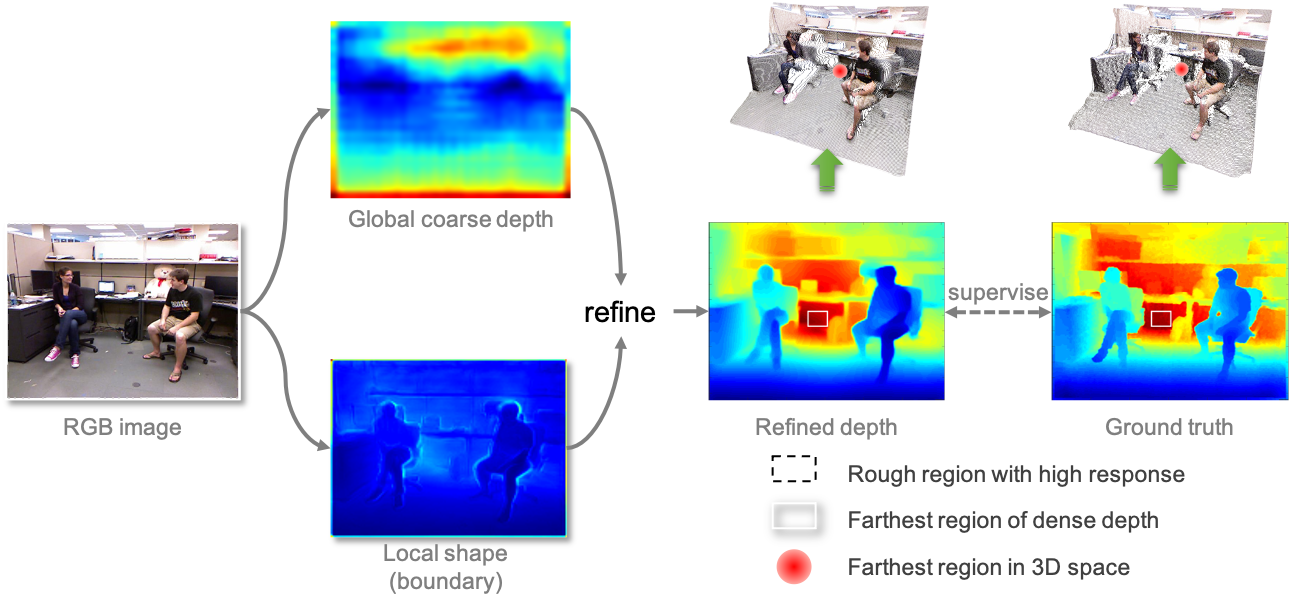 Global coarse depth
RGB image
refine
supervise
Refined depth
Ground truth
Local shape
(boundary)
Rough region with high response
Farthest region of dense depth
Farthest region in 3D space